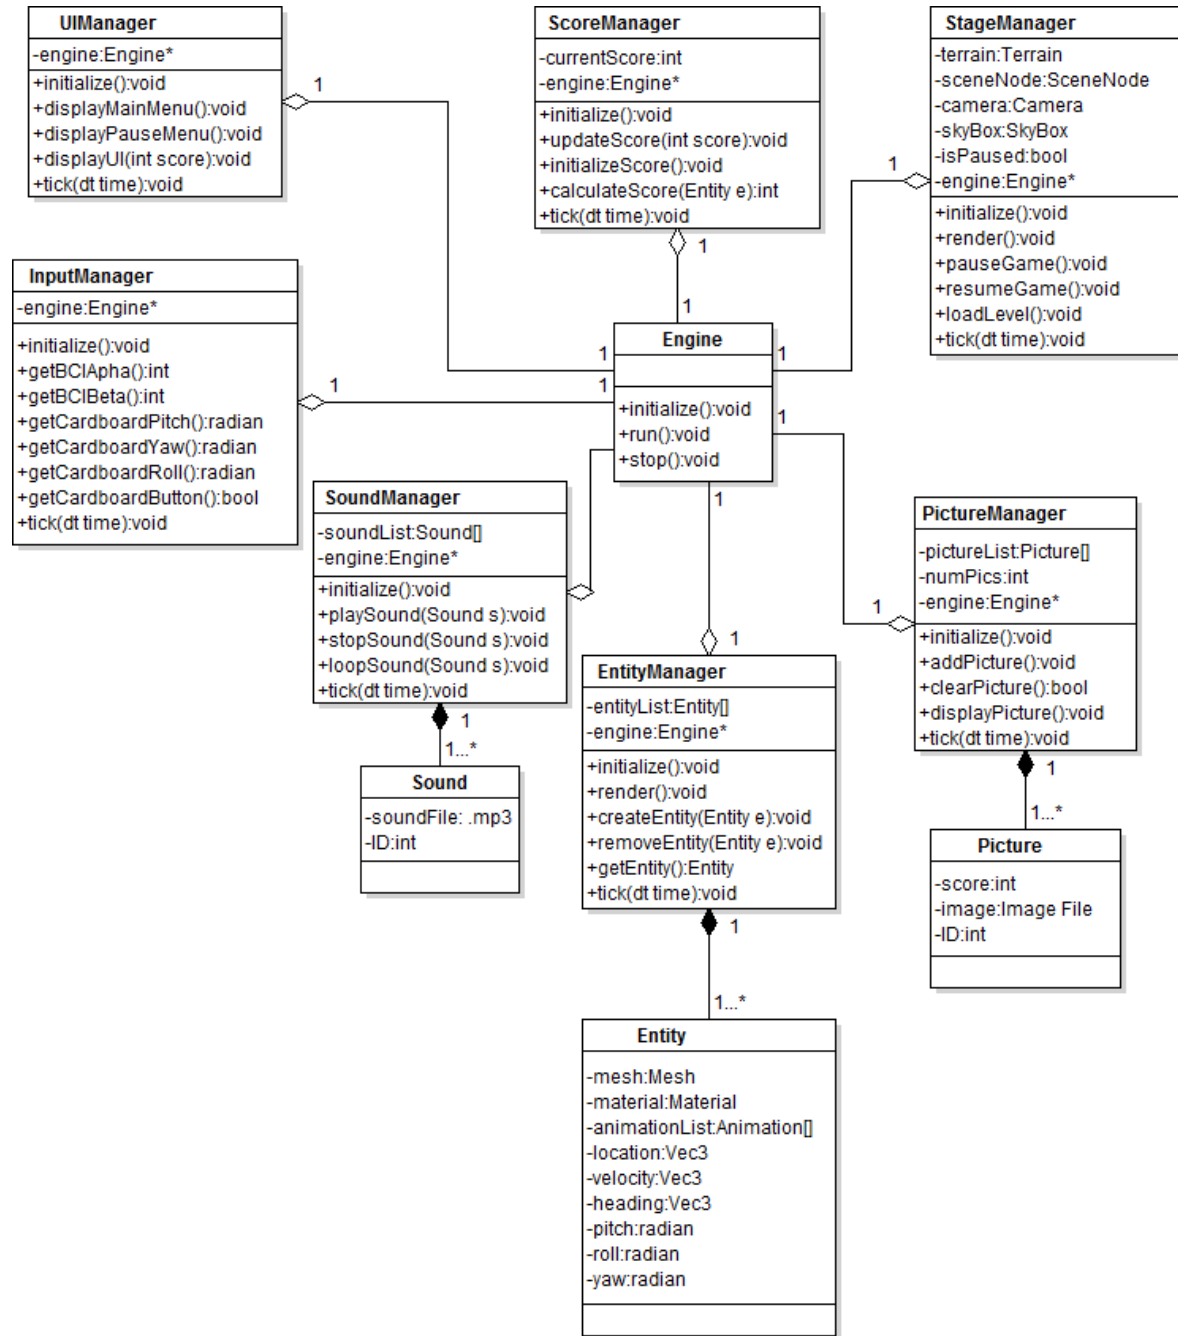 UIManager
-engine:Engine*
+initialize():void
+displayMainMenu():void
+displayPauseMenu():void
+displayUI(int score):void
+tick(dt time):void
1
ScoreManager
-currentScore:int
-engine:Engine*
+initialize():void
+updateScore(int score):void
+initializeScore():void
+calculateScore(Entity e):int
+tick(dt time):void
1
1
StageManager
-terrain:Terrain
-sceneNode:SceneNode
-camera:Camera
-skyBox:SkyBox
-isPaused:bool
-engine:Engine*
+initialize():void
+render():void
+pauseGame():void
+resumeGame():void
+loadLevel():void
+tick(dt time):void
1
InputManager
-engine:Engine*
+initialize():void
+getBCIApha():int
+getBCIBeta():int
+getCardboardPitch():radian
+getCardboardYaw():radian
+getCardboardRoll():radian
+getCardboardButton():bool
+tick(dt time):void
1
Engine
+initialize():void
+run():void
+stop():void
1
1
1
1
1
SoundManager
-soundList:Sound[]
-engine:Engine*
+initialize():void
+playSound(Sound s):void
+stopSound(Sound s):void
+loopSound(Sound s):void
+tick(dt time):void
1
1...*
Sound
-soundFile: .mp3
-ID:int
1
EntityManager
-entityList:Entity[]
-engine:Engine*
+initialize():void
+render():void
+createEntity(Entity e):void
+removeEntity(Entity e):void
+getEntity():Entity
+tick(dt time):void
1
1...*
Entity
-mesh:Mesh
-material:Material
-animationList:Animation[]
-location:Vec3
-velocity:Vec3
-heading:Vec3
-pitch:radian
-roll:radian
-yaw:radian
1
PictureManager
-pictureList:Picture[]
-numPics:int
-engine:Engine*
+initialize():void
+addPicture():void
+clearPicture():bool
+displayPicture():void
+tick(dt time):void
1
1...*
Picture
-score:int
-image:Image File
-ID:int